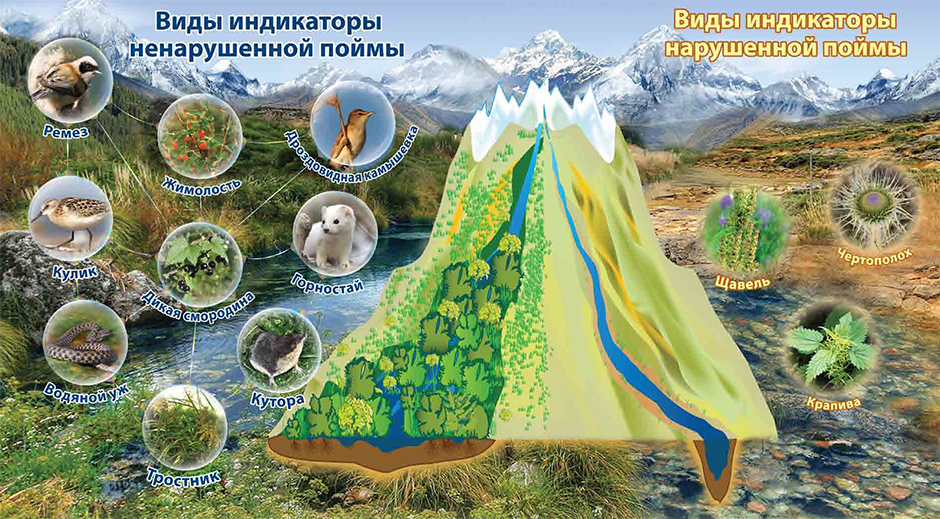 Виды индикаторы
ненарушенной поймы
Виды индикаторы
нарушенной поймы
Ремез
Жимолость
Дроздовидная камышевка
Кулик
Дикая смородина
Горностай
Водяной уж
Кутора
Тростник
Щавель
Чертополох
Крапива